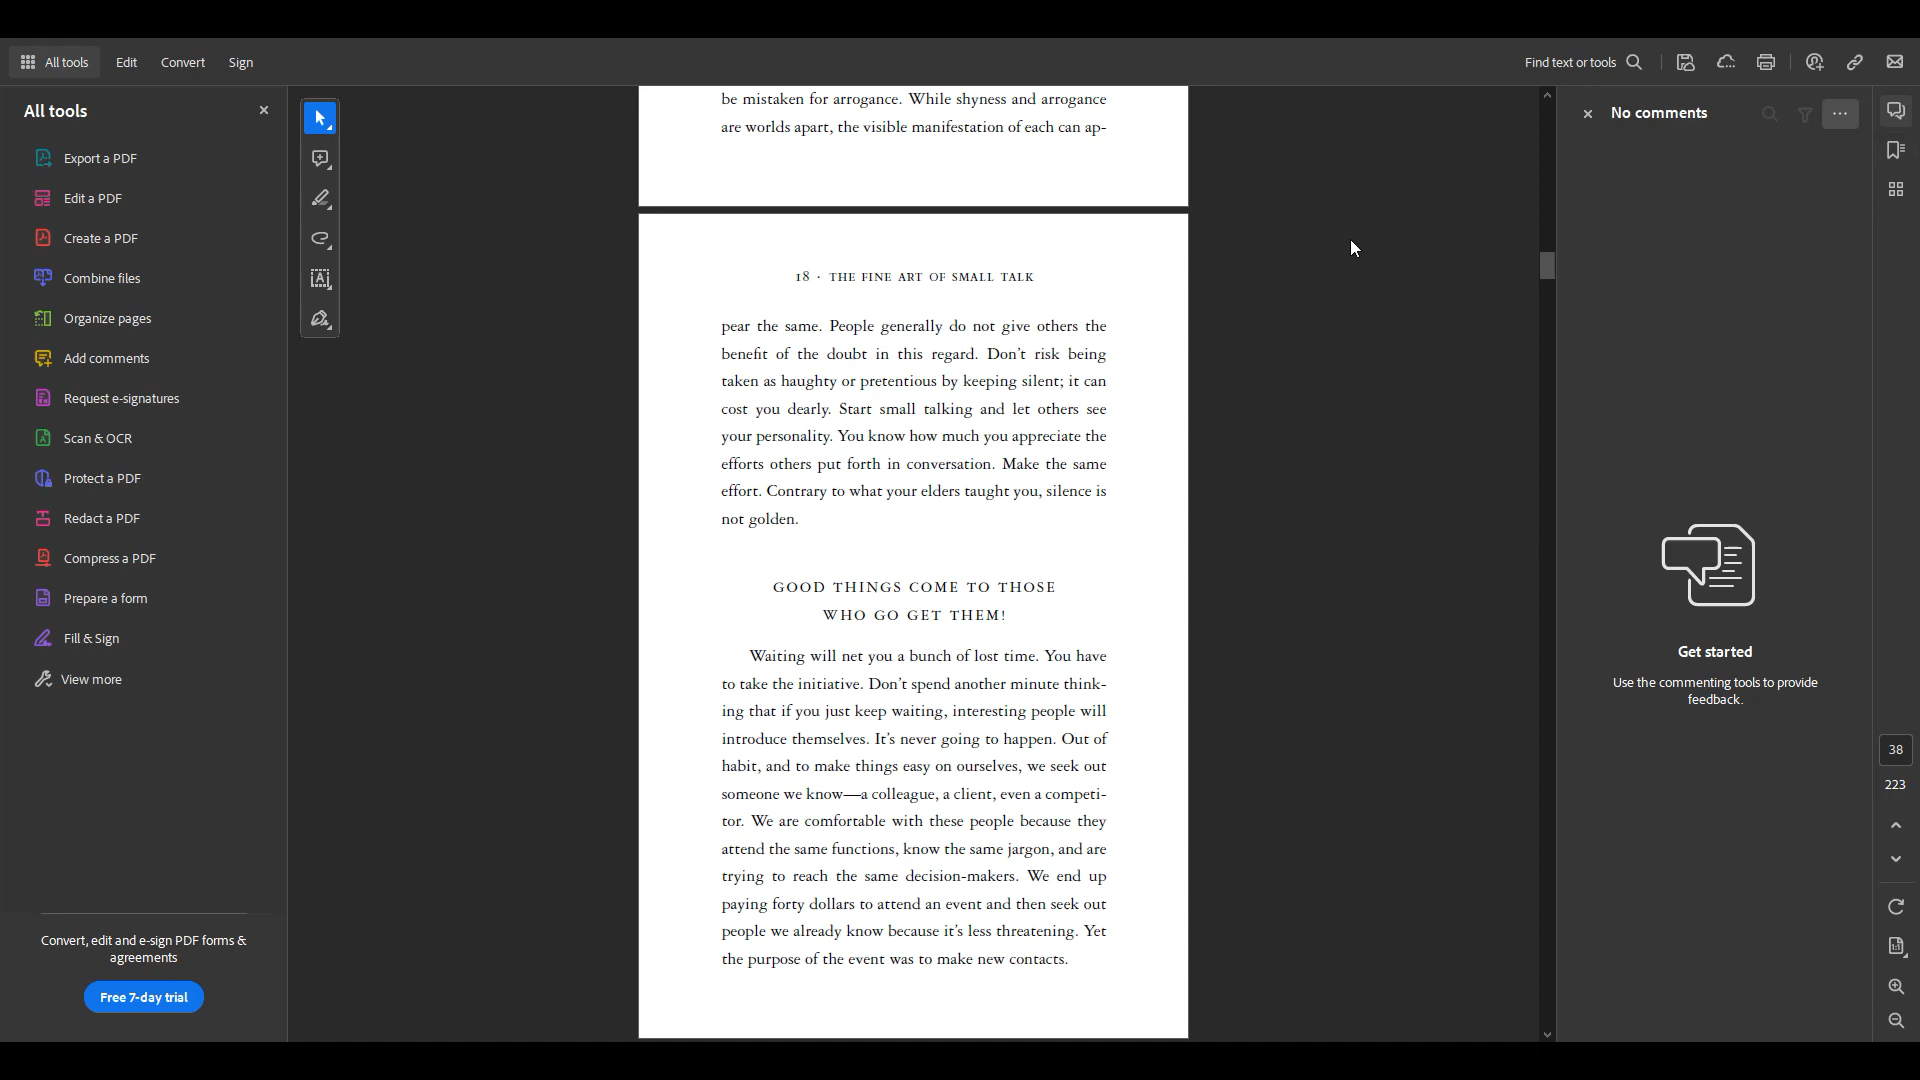 All tools
Edit
Convert
Sign
Find text or tools
All tools
Export a PDF
Edit a PDF
Create a PDF
Combine files
Organize pages
Add comments
Request e-signatures
Scan & OCR
Protect a PDF
Redact a PDF
Compress a PDF
Prepare a form
Fill & Sign
View more
Convert, edit and e-sign PDF forms &
agreements
Free 7-day trial
be mistaken for arrogance. While shyness and arrogance
are worlds apart, the visible manifestation of each can ap-
18 · THE FINE ART OF SMALL TALK
pear the same. People generally do not give others the
benefit of the doubt in this regard. Don’t risk being
taken as haughty or pretentious by keeping silent; it can
cost you dearly. Start small talking and let others see
your personality. You know how much you appreciate the
efforts others put forth in conversation. Make the same
effort. Contrary to what your elders taught you, silence is
not golden.
GOOD THINGS COME TO THOSE
WHO GO GET THEM!
Waiting will net you a bunch of lost time. You have
to take the initiative. Don’t spend another minute think-
ing that if you just keep waiting, interesting people will
introduce themselves. It’s never going to happen. Out of
habit, and to make things easy on ourselves, we seek out
someone we know—a colleague, a client, even a competi-
tor. We are comfortable with these people because they
attend the same functions, know the same jargon, and are
trying to reach the same decision-makers. We end up
paying forty dollars to attend an event and then seek out
people we already know because it’s less threatening. Yet
the purpose of the event was to make new contacts.
No comments
Get started
Use the commenting tools to provide
feedback.
38
223
1:1